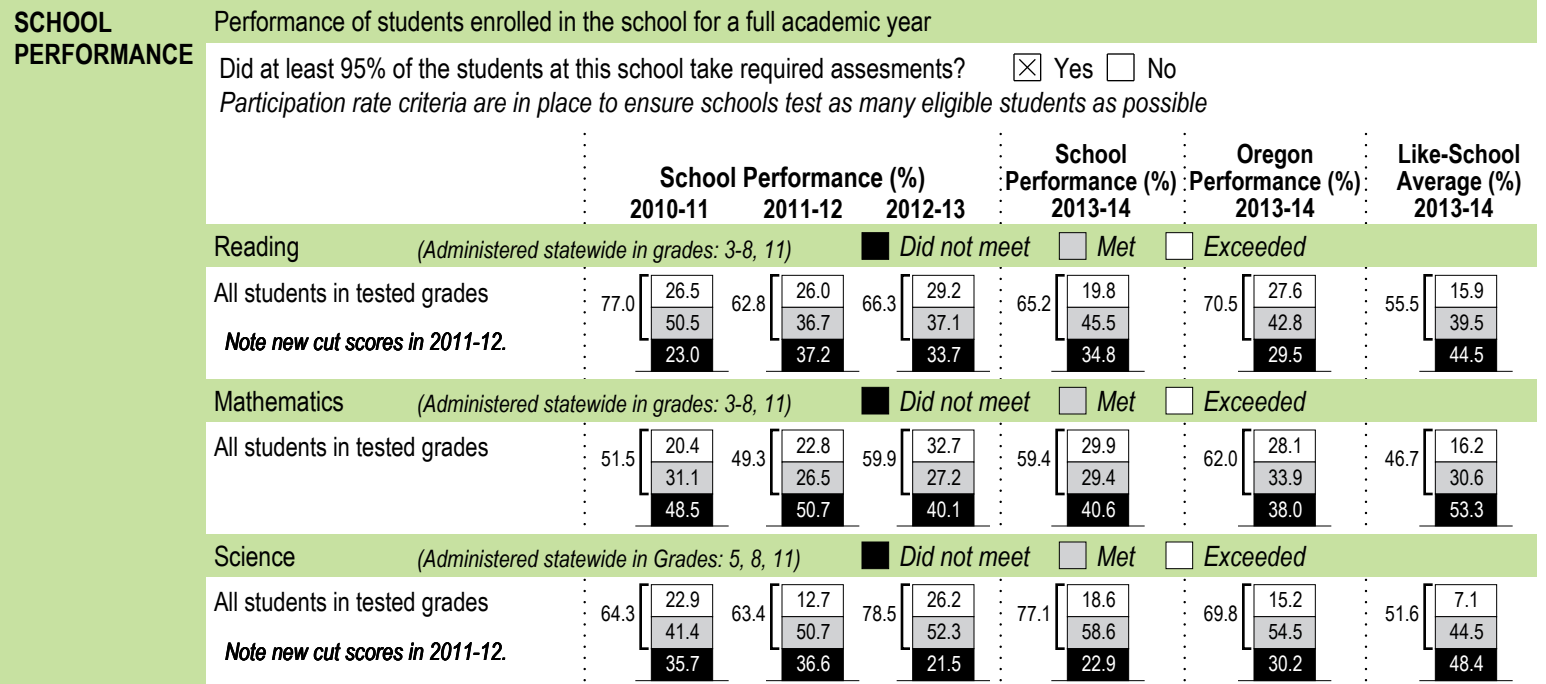 SCHOOL
PERFORMANCE
Performance of students enrolled in the school for a full academic year
Did at least 95% of the students at this school take required assesments? Yes No
Participation rate criteria are in place to ensure schools test as many eligible students as possible
School Performance (%)
2010-11 2011-12 2012-13
School
Performance (%)
2013-14
Oregon
Performance (%)
2013-14
Like-School
Average (%)
2013-14
Reading (Administered statewide in grades: 3-8, 11) Did not meet Met Exceeded
All students in tested grades
Note new cut scores in 2011-12.
77.0 26.5 50.5 23.0
62.8 26.0 36.7 37.2
66.3 29.2 37.1 33.7
65.2 19.8 45.5 34.8
70.5 27.6 42.8 29.5
55.5 15.9 39.5 44.5
Mathematics (Administered statewide in grades: 3-8, 11) Did not meet Met Exceeded
All students in tested grades
51.5 20.4 31.1 48.5
49.3 22.8 26.5 50.7
59.9 32.7 27.2 40.1
59.4 29.9 29.4 40.6
62.0 28.1 33.9 38.0
46.7 16.2 30.6 53.3
Science (Administered statewide in Grades: 5, 8, 11) Did not meet Met Exceeded
All students in tested grades
Note new cut scores in 2011-12.
64.3 22.9 41.4 35.7
63.4 12.7 50.7 36.6
78.5 26.2 52.3 21.5
77.1 18.6 58.6 22.9
69.8 15.2 54.5 30.2
51.6 7.1 44.5 48.4